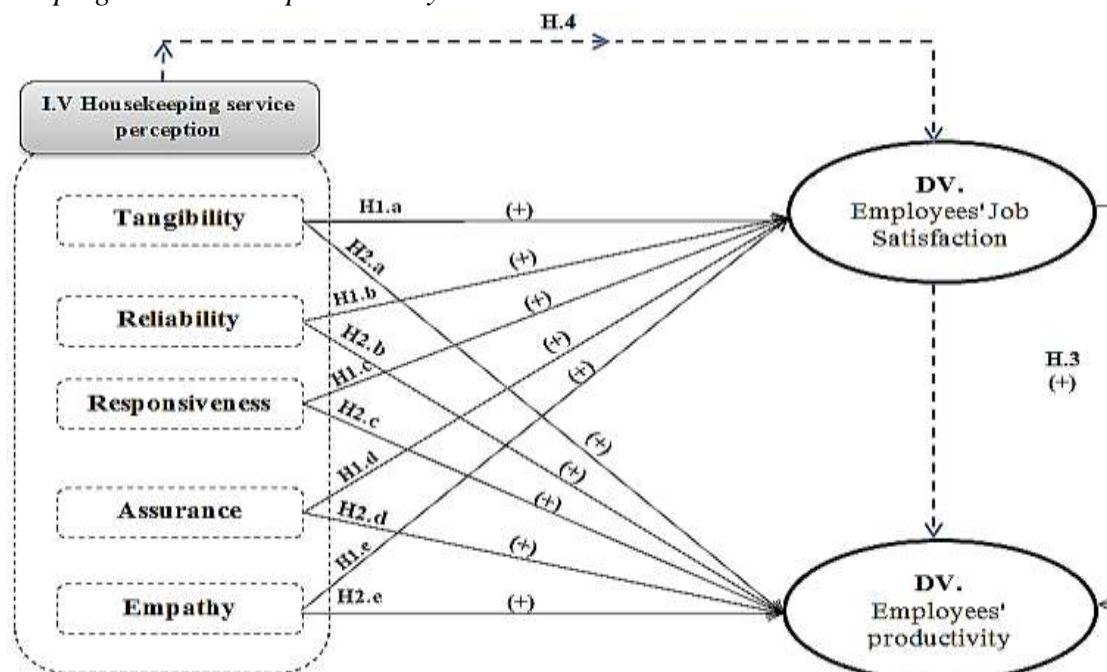 H.4
I.V Housekeeping service
perception
Tangibility
Reliability
Responsiveness
Assurance
Empathy
H1.a
(+)
H2.a
H1.b
(+)
H2.b
H1.c
(+)
H2.c
H1.d
(+)
H2.d
H1.e
(+)
H2.e
(+)
(+)
(+)
(+)
(+)
DV.
Employees' Job
Satisfaction
H.3
(+)
DV.
Employees'
productivity